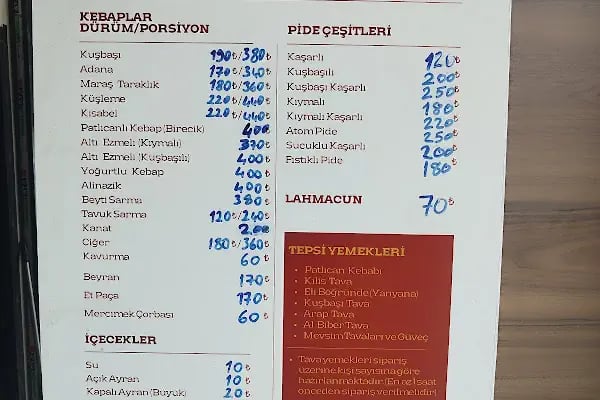 KEBAPLAR
DÜRÜM/PORSİYON
Kuşbaşı 190₺/380₺
Adana 170₺/340₺
Maraş Taraklık 180₺/360₺
Küşleme 220₺/440₺
Kısabel 220₺/440₺
Patlıcanlı Kebap (Birecik) 400₺
Altı Ezmeli (Kıymalı) 370₺
Altı Ezmeli (Kuşbaşılı) 400₺
Yoğurtlu Kebap 400₺
Alinazik 400₺
Beyti Sarma 380₺
Tavuk Sarma 120₺/240₺
Kanat 200₺
Ciğer 180₺/360₺
Kavurma 60₺
Beyran 170₺
Et Paça 170₺
Mercimek Çorbası 60₺
İÇECEKLER
Su 10₺
Açık Ayran 10₺
Kapalı Ayran (Büyük) 20₺
PİDE ÇEŞİTLERİ
Kaşarlı 120₺
Kuşbaşılı 200₺
Kuşbaşı Kaşarlı 250₺
Kıymalı 180₺
Kıymalı Kaşarlı 220₺
Atom Pide 250₺
Sucuklu Kaşarlı 200₺
Fıstıklı Pide 180₺
LAHMACUN 70₺
TEPSİ YEMEKLERİ
• Patlıcan Kebabı
• Kilis Tava
• Eli Böğründe (Yanyana)
• Kuşbaşı Tava
• Arap Tava
• Al Biber Tava
• Mevsim Tavaları ve Güveç
• Tava yemekleri sipariş
üzerine kişi sayısına göre
hazırlanmaktadır. (En az 1 saat
önceden sipariş verilmelidir)